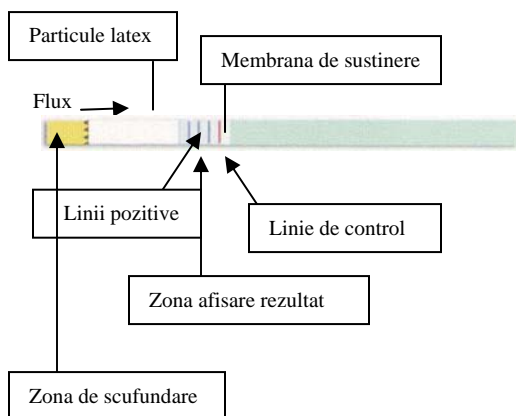 Particule latex
Membrana de sustinere
Flux
Linii pozitive
Linie de control
Zona afisare rezultat
Zona de scufundare